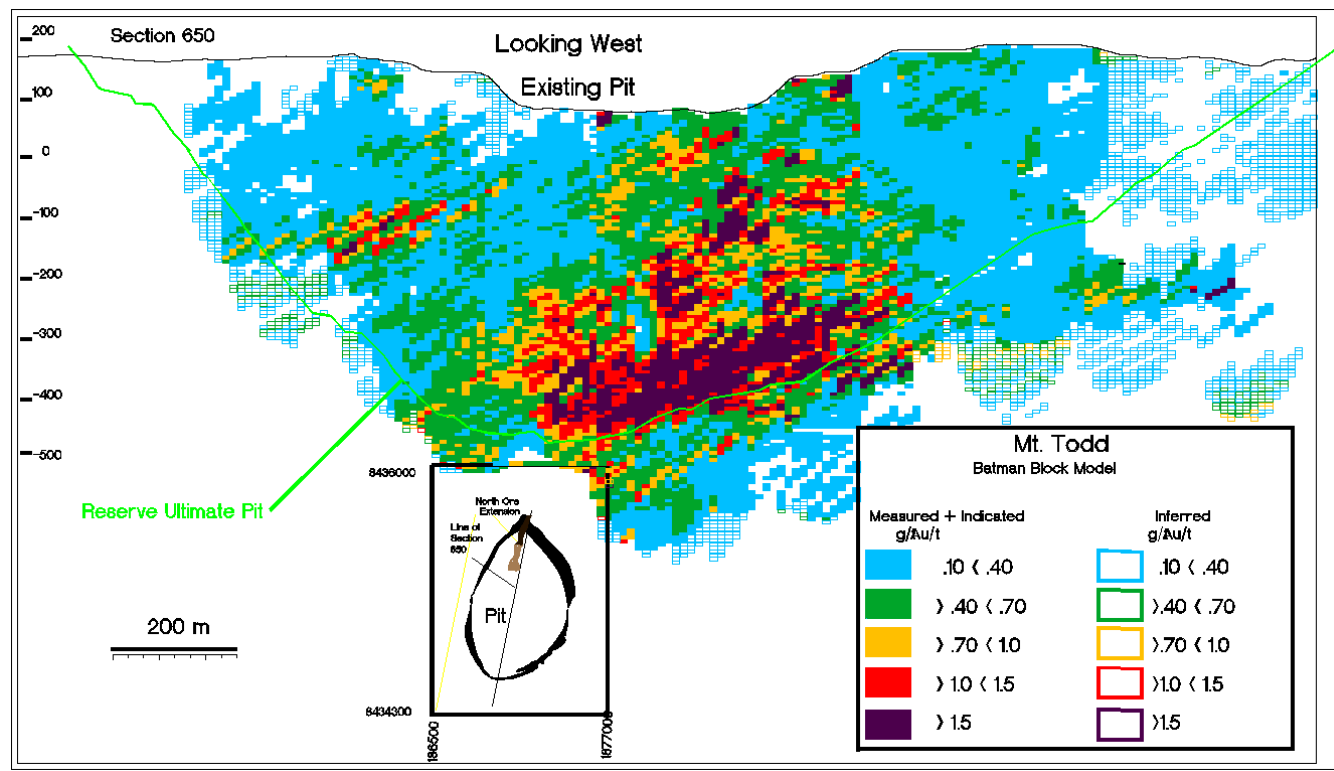 Section 650
Looking West
Existing Pit
200
100
0
-100
-200
-300
-400
-500
Reserve Ultimate Pit
200 m
8436000
North Ore
Extension
Line of
Section
650
Pit
8434300
186500
1877000
Mt. Todd
Batman Block Model
Measured + Indicated
g/Au/t
.10 < .40
> .40 < .70
> .70 < 1.0
> 1.0 < 1.5
> 1.5
Inferred
g/Au/t
.10 < .40
>.40 < .70
>.70 < 1.0
>1.0 < 1.5
>1.5